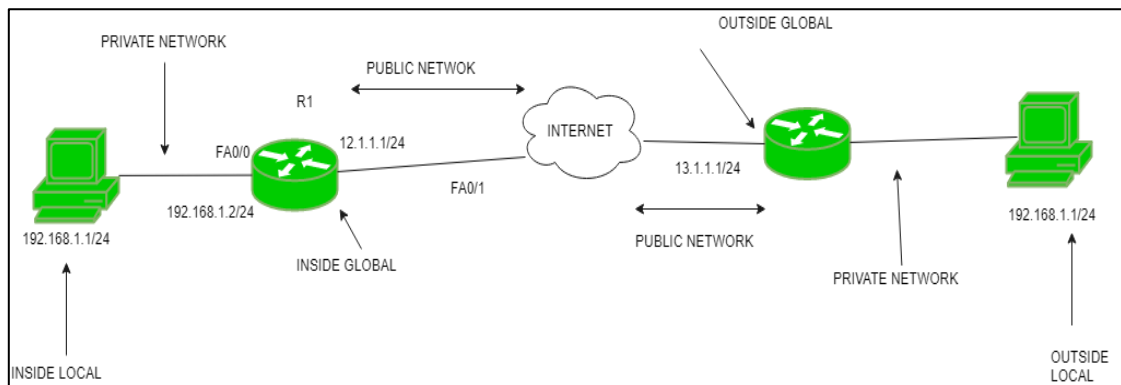 OUTSIDE GLOBAL
PRIVATE NETWORK
PUBLIC NETWOK
R1
INTERNET
FA0/0
12.1.1.1/24
13.1.1.1/24
FA0/1
192.168.1.2/24
192.168.1.1/24
192.168.1.1/24
PUBLIC NETWORK
INSIDE GLOBAL
PRIVATE NETWORK
INSIDE LOCAL
OUTSIDE
LOCAL